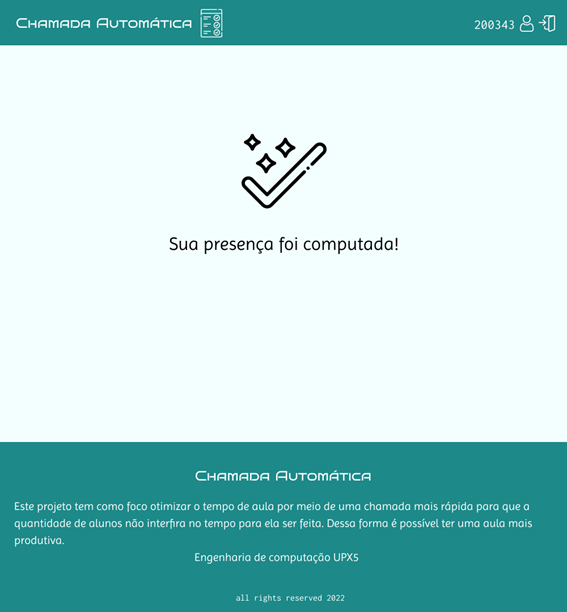 Chamada Automática
200343
Sua presença foi computada!
Chamada Automática
Este projeto tem como foco otimizar o tempo de aula por meio de uma chamada mais rápida para que a
quantidade de alunos não interfira no tempo para ela ser feita. Dessa forma é possível ter uma aula mais
produtiva.
Engenharia de computação UPX5
all rights reserved 2022